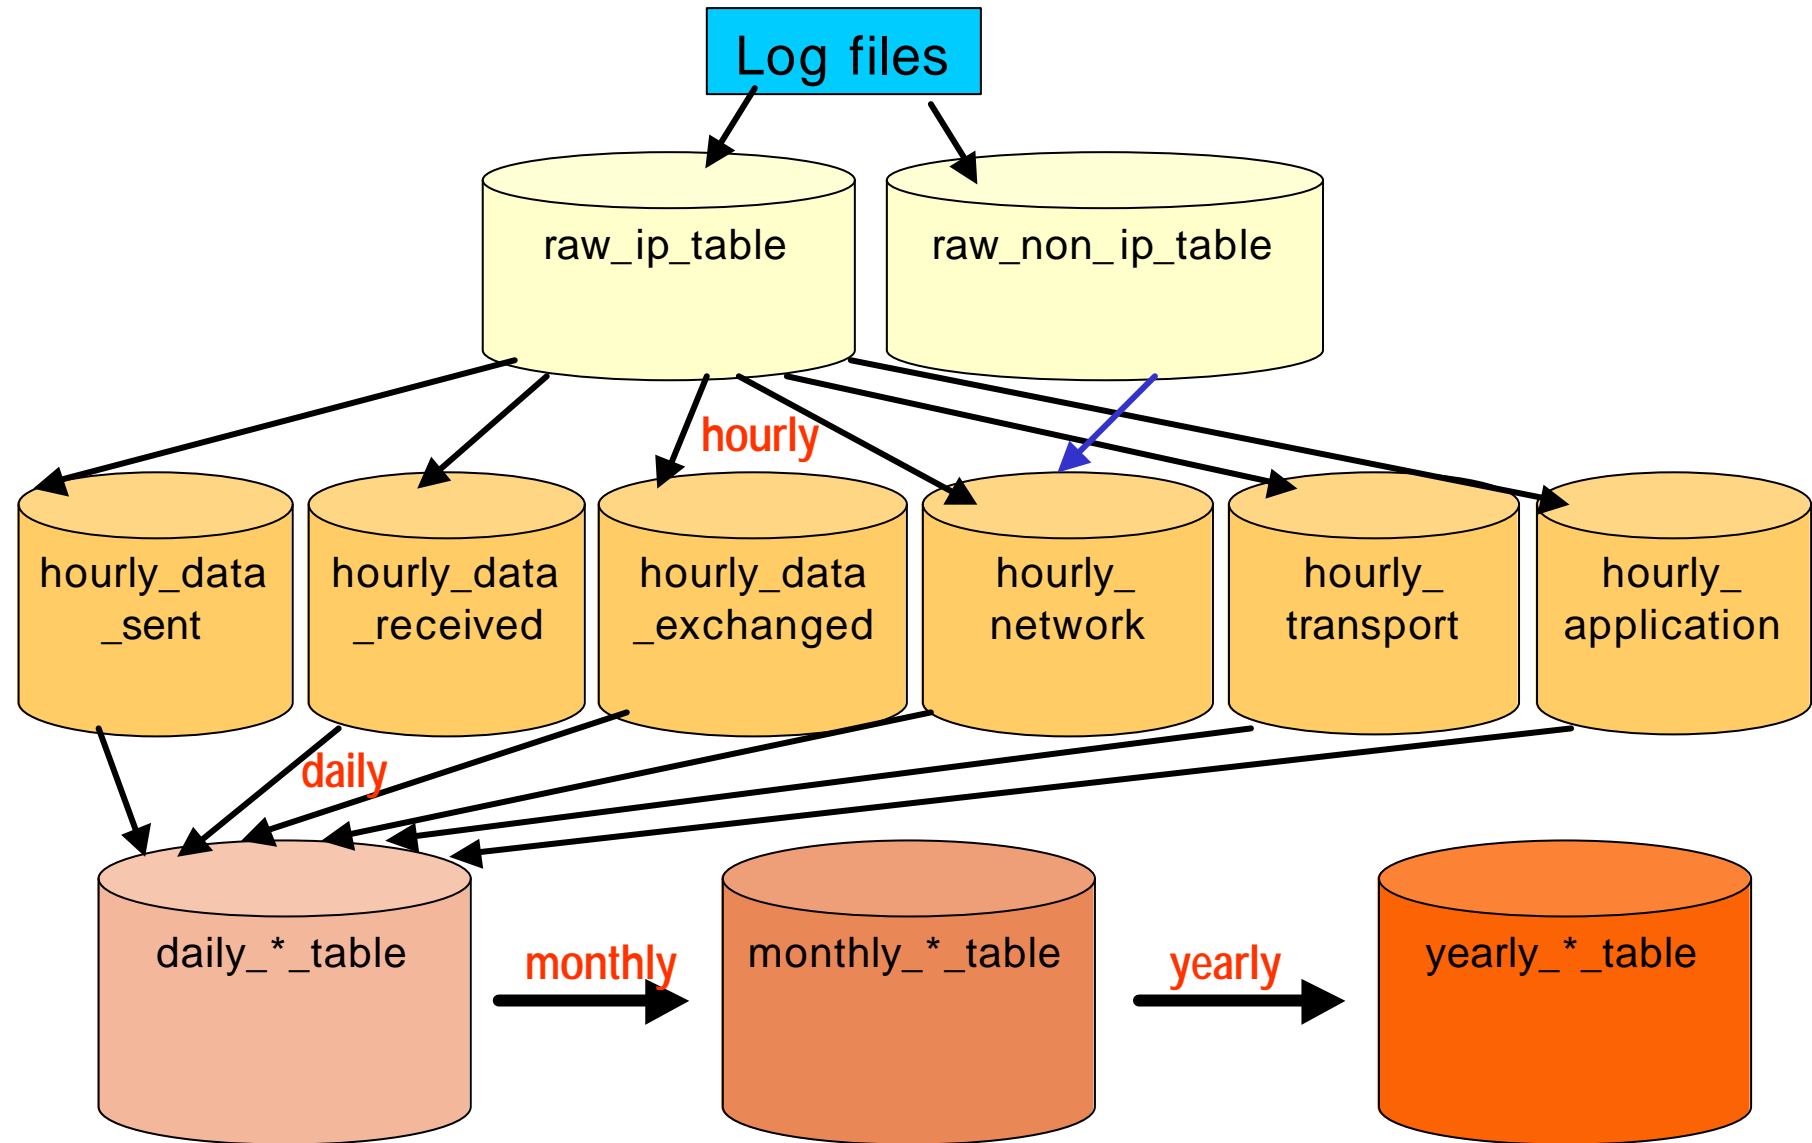 Log files
raw_ip_table
raw_non_ip_table
hourly
hourly_data
_sent
hourly_data
_received
hourly_data
_exchanged
hourly_
network
hourly_
transport
hourly_
application
daily
daily_*_table
monthly
monthly_*_table
yearly
yearly_*_table